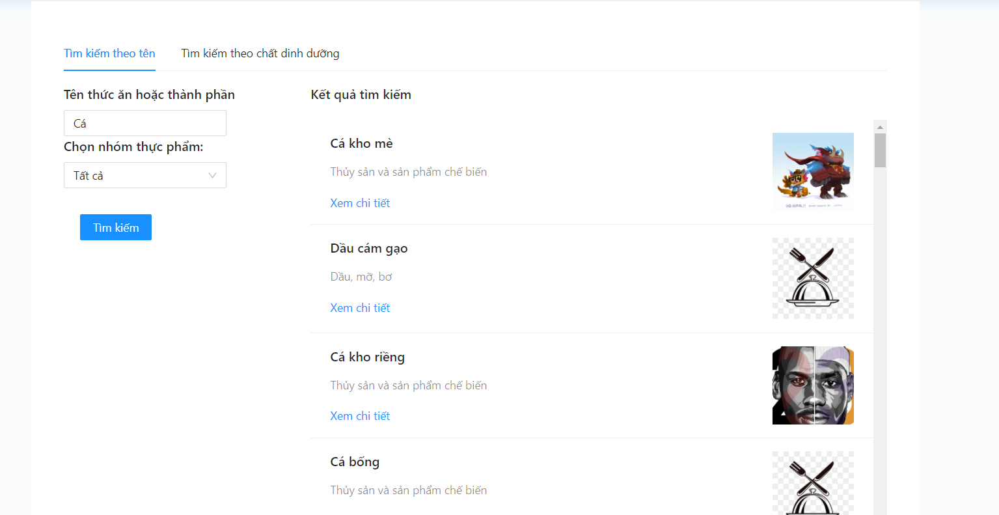 Tìm kiếm theo tên
Tìm kiếm theo chất dinh dưỡng
Tên thức ăn hoặc thành phần
Cá
Chọn nhóm thực phẩm:
Tất cả
Tìm kiếm
Kết quả tìm kiếm
Cá kho mè
Thủy sản và sản phẩm chế biến
Xem chi tiết
Dầu cám gạo
Dầu, mỡ, bơ
Xem chi tiết
Cá kho riềng
Thủy sản và sản phẩm chế biến
Xem chi tiết
Cá bống
Thủy sản và sản phẩm chế biến